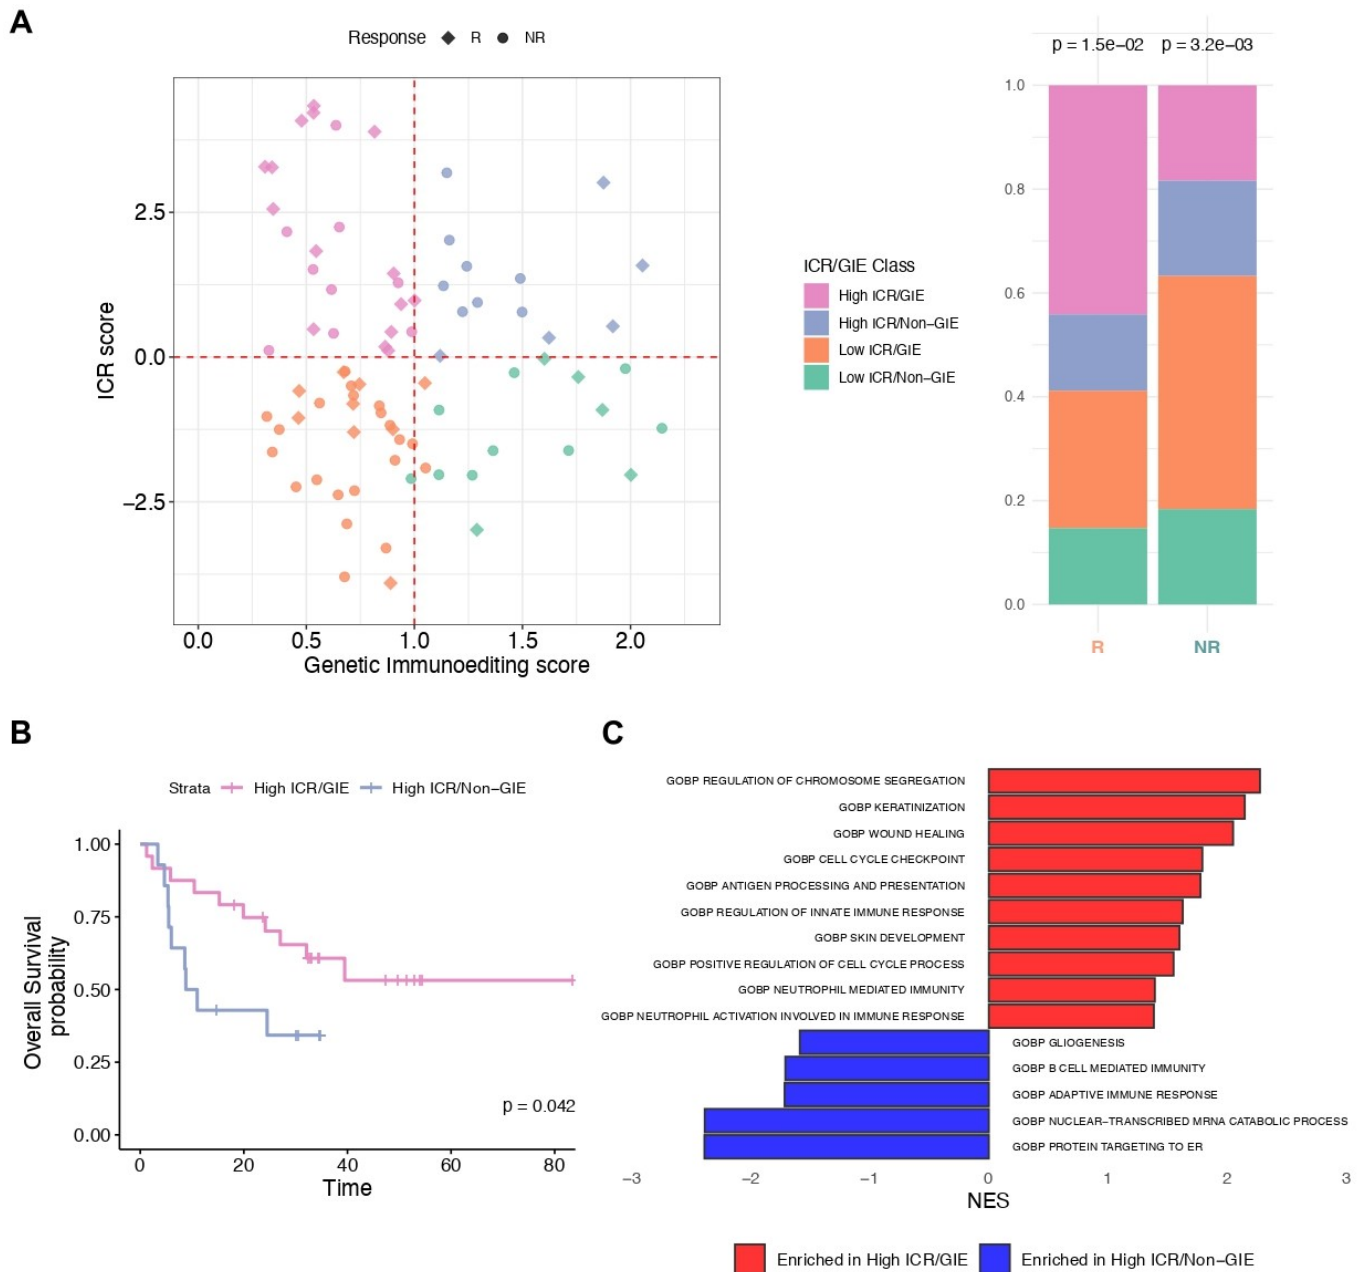 A
Response R NR
ICR score
2.5
0.0
−2.5
0.0 0.5 1.0 1.5 2.0
Genetic Immunoediting score
ICR/GIE Class
High ICR/GIE
High ICR/Non−GIE
Low ICR/GIE
Low ICR/Non−GIE
p = 1.5e−02 p = 3.2e−03
1.0
0.8
0.6
0.4
0.2
0.0
R NR
B
Strata High ICR/GIE High ICR/Non−GIE
Overall Survival
probability
1.00
0.75
0.50
0.25
0.00
p = 0.042
0 20 40 60 80
Time
C
GOBP REGULATION OF CHROMOSOME SEGREGATION
GOBP KERATINIZATION
GOBP WOUND HEALING
GOBP CELL CYCLE CHECKPOINT
GOBP ANTIGEN PROCESSING AND PRESENTATION
GOBP REGULATION OF INNATE IMMUNE RESPONSE
GOBP SKIN DEVELOPMENT
GOBP POSITIVE REGULATION OF CELL CYCLE PROCESS
GOBP NEUTROPHIL MEDIATED IMMUNITY
GOBP NEUTROPHIL ACTIVATION INVOLVED IN IMMUNE RESPONSE
GOBP GLIOGENESIS
GOBP B CELL MEDIATED IMMUNITY
GOBP ADAPTIVE IMMUNE RESPONSE
GOBP NUCLEAR−TRANSCRIBED MRNA CATABOLIC PROCESS
GOBP PROTEIN TARGETING TO ER
−3 −2 −1 0 1 2 3
NES
Enriched in High ICR/GIE Enriched in High ICR/Non−GIE